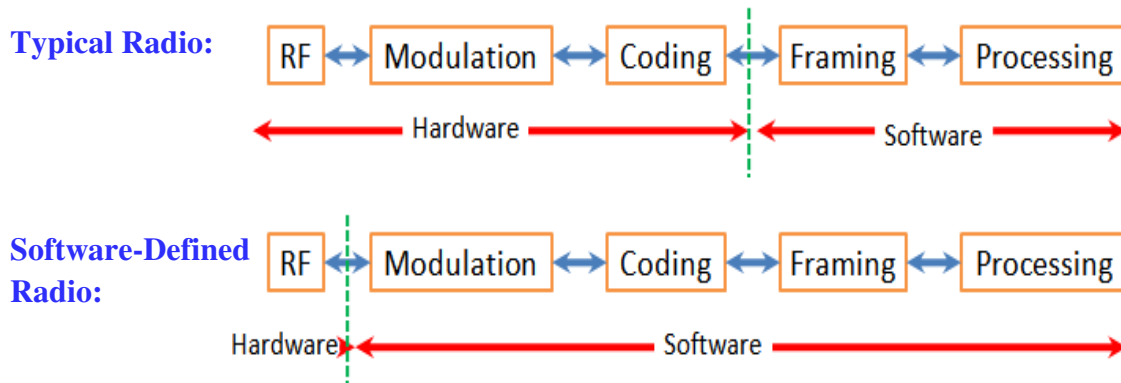 Typical Radio:
RF Modulation Coding Framing Processing
Hardware Software
Software-Defined
Radio:
RF Modulation Coding Framing Processing
Hardware Software